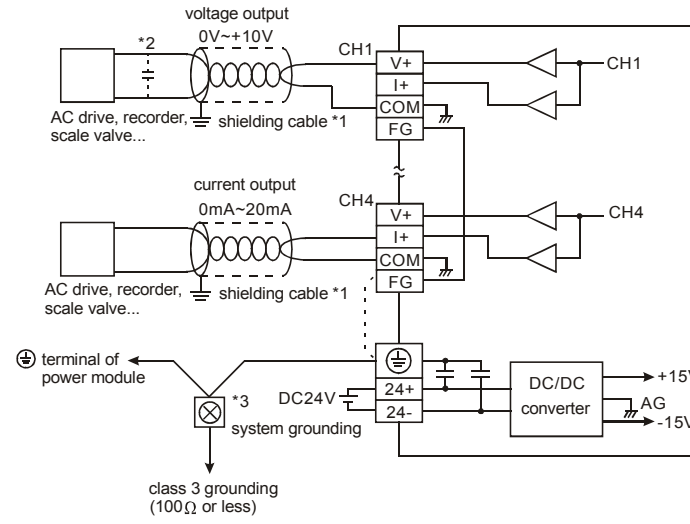 voltage output
0V~+10V
*2
CH1
V+
I+
COM
FG
CH1
AC drive, recorder,
scale valve...
shielding cable *1
current output
0mA~20mA
CH4
V+
I+
COM
FG
CH4
AC drive, recorder,
scale valve...
shielding cable *1
terminal of
power module
*3
system grounding
DC24V
24+
24-
DC/DC
converter
+15V
AG
-15V
class 3 grounding
(100Ω or less)